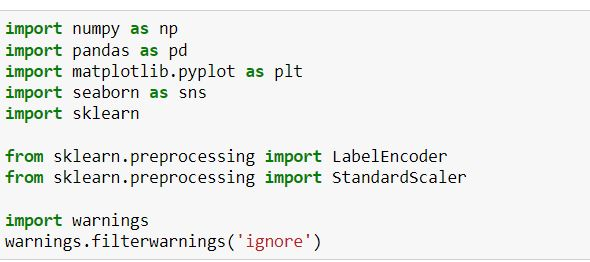 import numpy as np
import pandas as pd
import matplotlib.pyplot as plt
import seaborn as sns
import sklearn
from sklearn.preprocessing import LabelEncoder
from sklearn.preprocessing import StandardScaler
import warnings
warnings.filterwarnings('ignore')